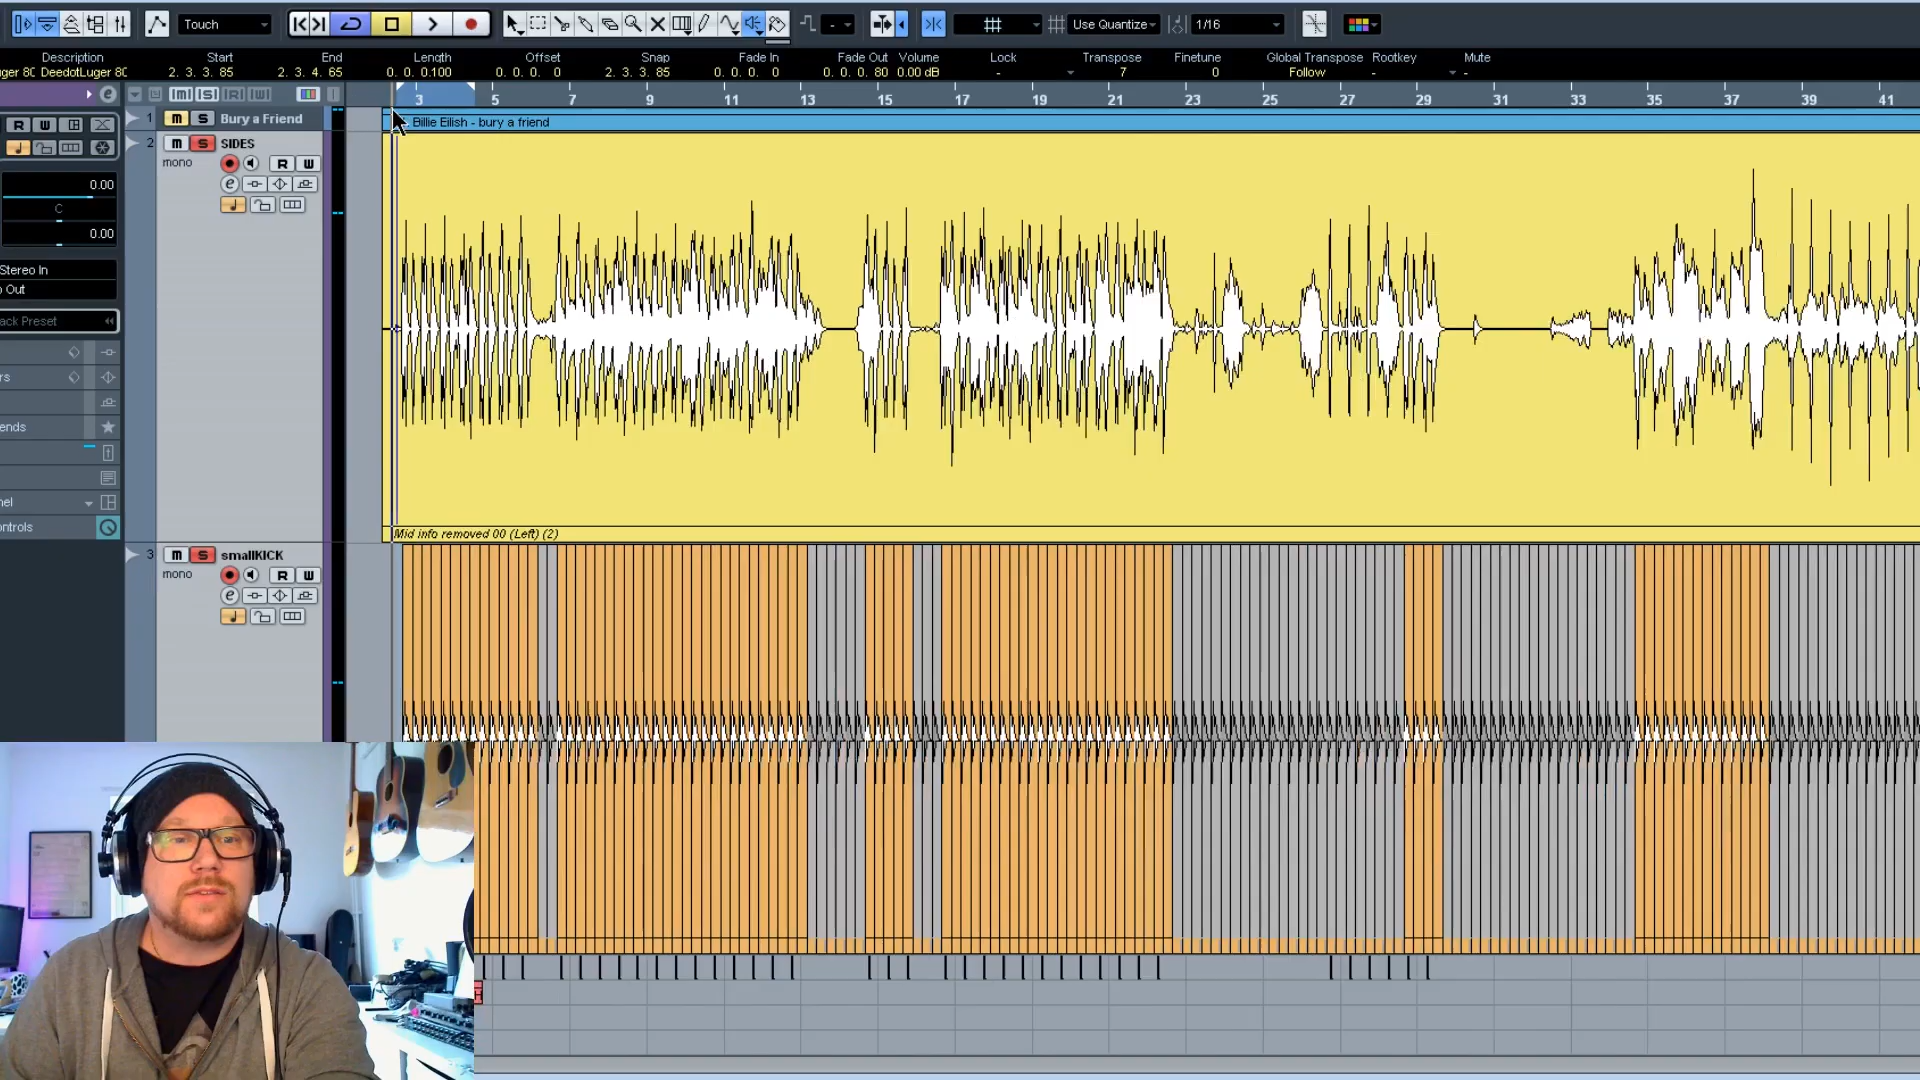 Touch
Use Quantize
1/16
Description Start End Length Offset Snap Fade In Fade Out Volume Lock Transpose Finetune Global Transpose Rootkey Mute
ger 80 DeedotLuger 80 2. 3. 3. 85 2. 3. 4. 65 0. 0. 0.100 0. 0. 0. 0 2. 3. 3. 85 0. 0. 0. 0 0. 0. 0. 80 0.00 dB - 7 0 Follow - -
3 5 7 9 11 13 15 17 19 21 23 25 27 29 31 33 35 37 39 41
1 m S Bury a Friend
Billie Eilish - bury a friend
R W
2 m S SIDES
mono R W
e
0.00
C
0.00
Stereo In
Out
ack Preset
rs
ends
nel
ontrols
Mid info removed 00 (Left) (2)
3 m S smallKICK
mono R W
e